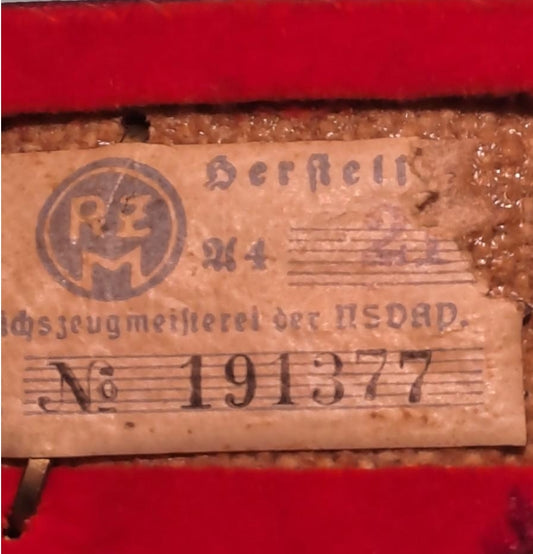 RZM
Herstell
A4
ichszeugmeisterei der NSDAP.
№ 191377